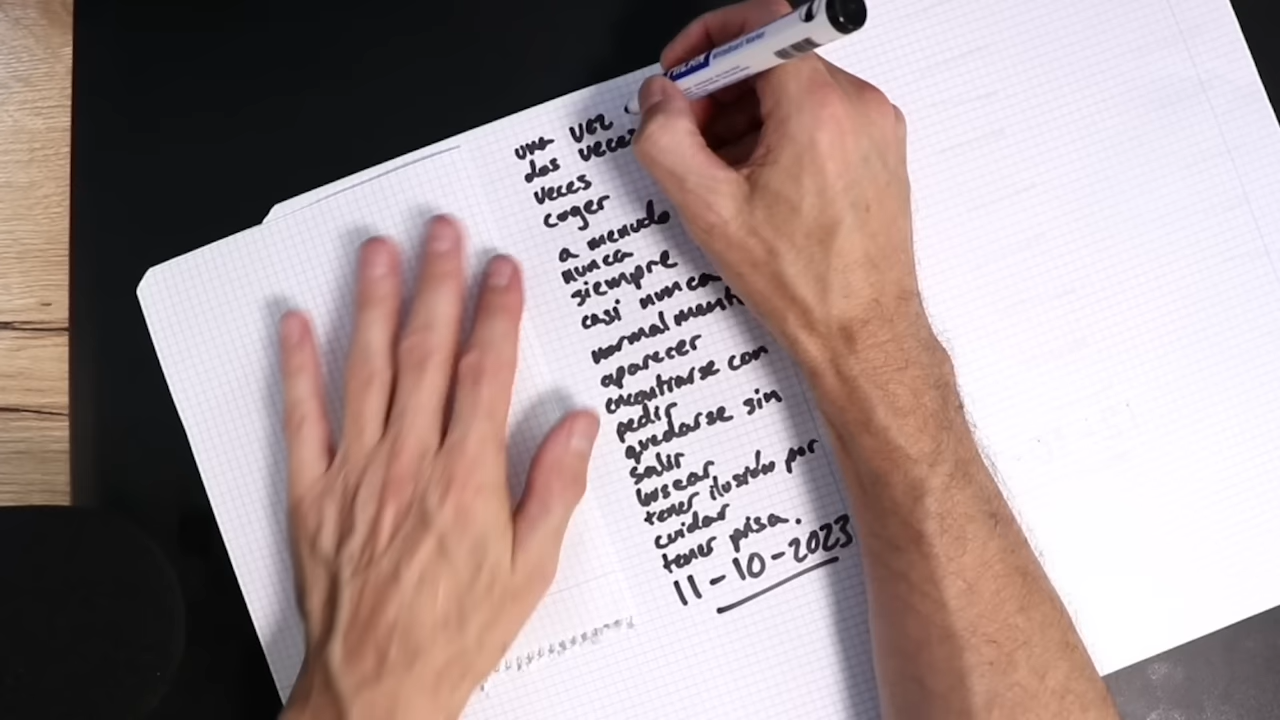 una vez
dos veces
veces
coger
a menudo
nunca
siempre
casi nunca
normalment
aparecer
encontrarse con
pedir
quedarse sin
salir
buscar
tener ilusión por
cuidar
tener prisa.
11-10-2023